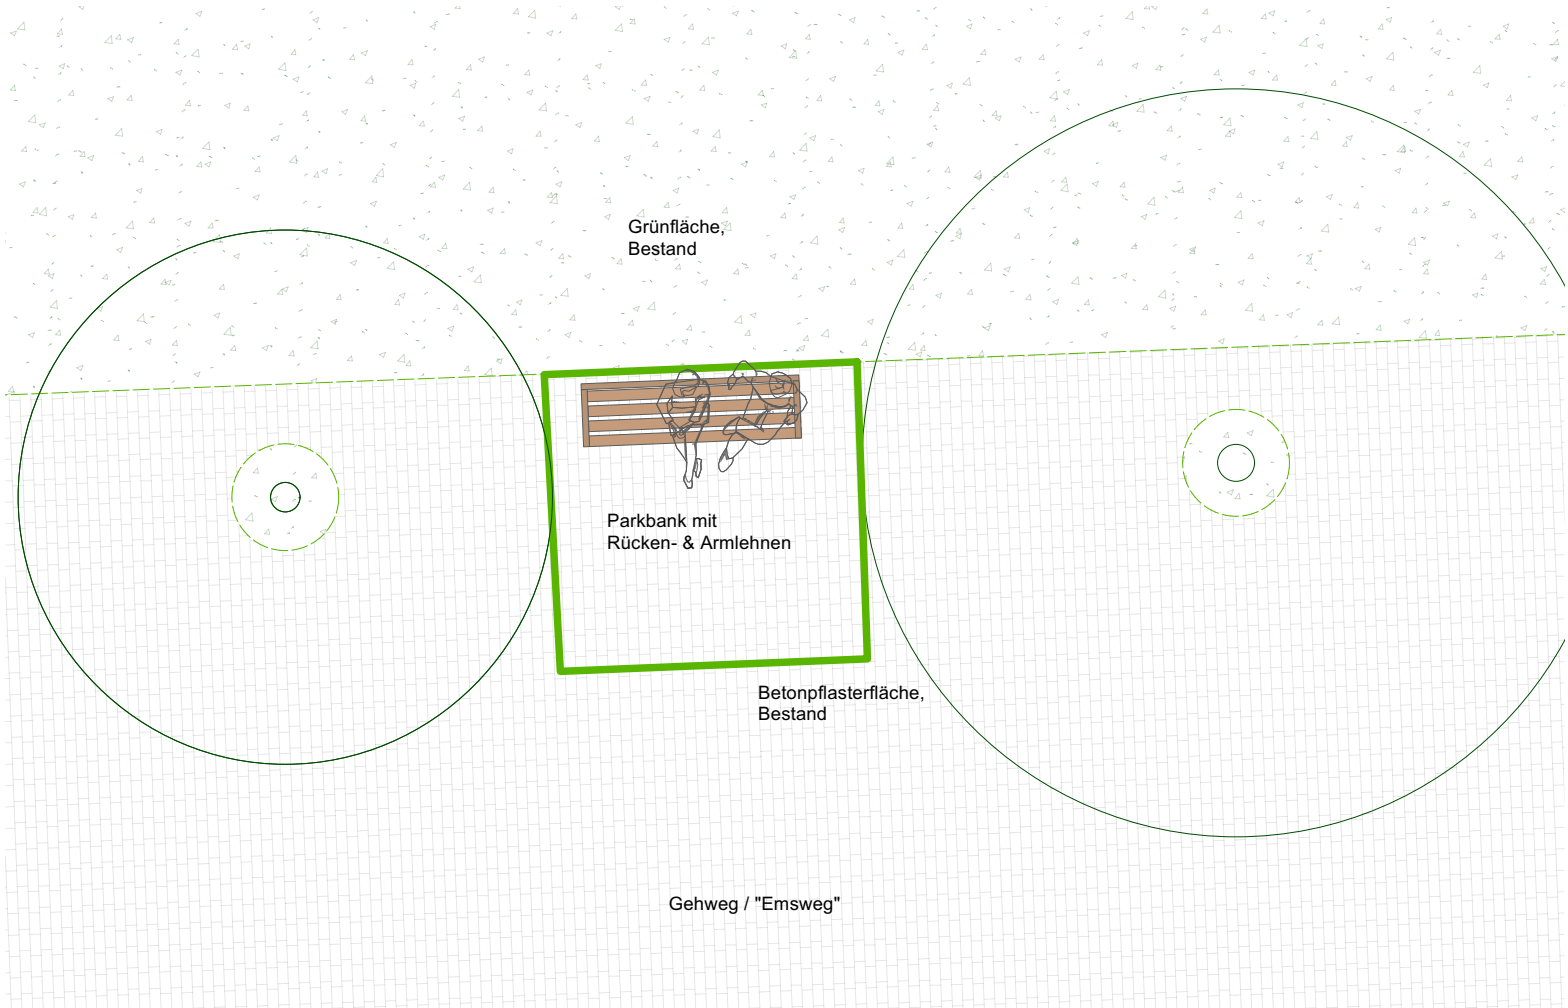 Grünfläche,
Bestand
Parkbank mit
Rücken- & Armlehnen
Betonpflasterfläche,
Bestand
Gehweg / "Emsweg"